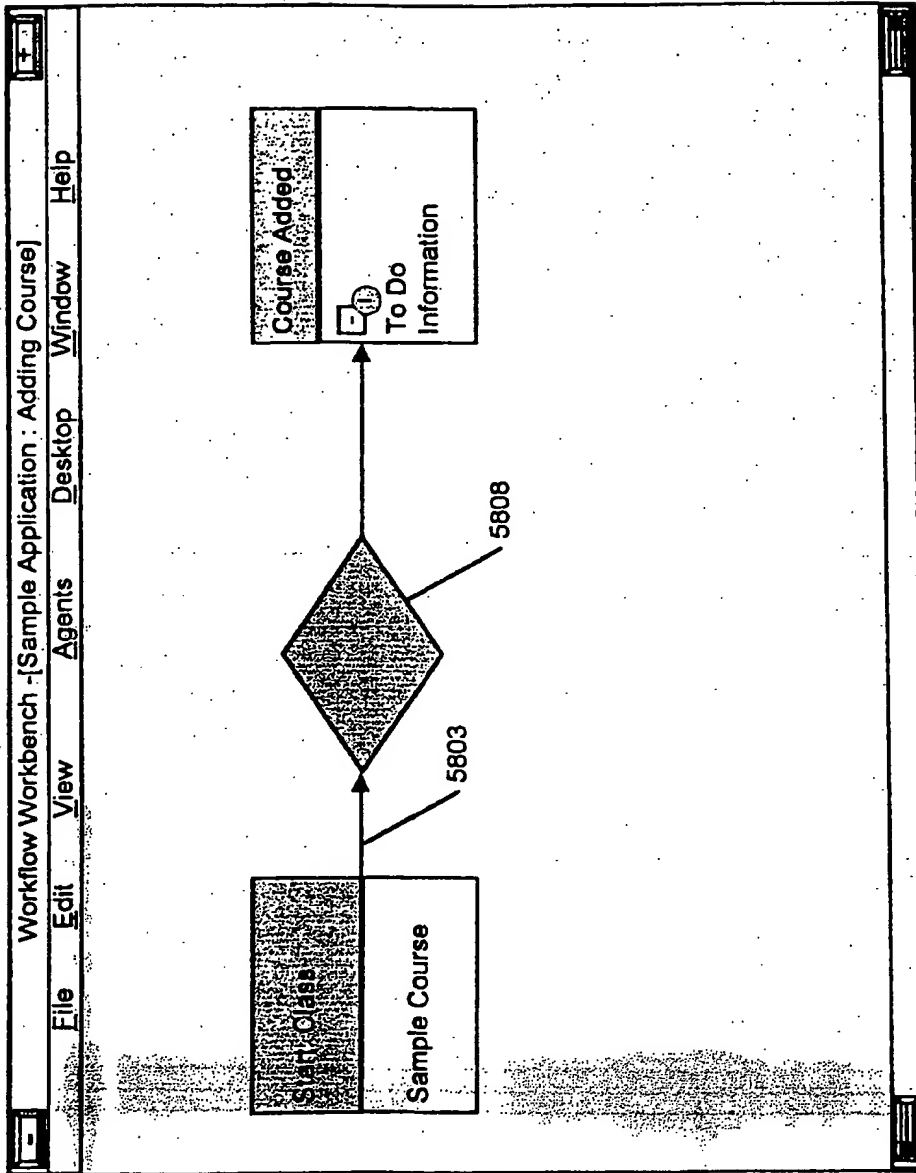 Workflow Workbench -[Sample Application : Adding Course]
File Edit View Agents Desktop Window Help
Start Class
Sample Course
5803
5808
Course Added
To Do
Information